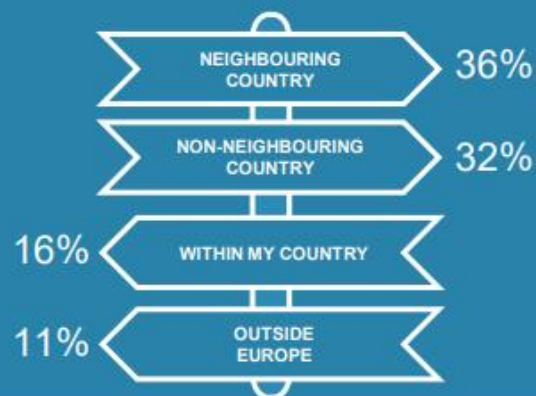 NEIGHBOURING
COUNTRY
36%
NON-NEIGHBOURING
COUNTRY
32%
16%
WITHIN MY COUNTRY
11%
OUTSIDE
EUROPE